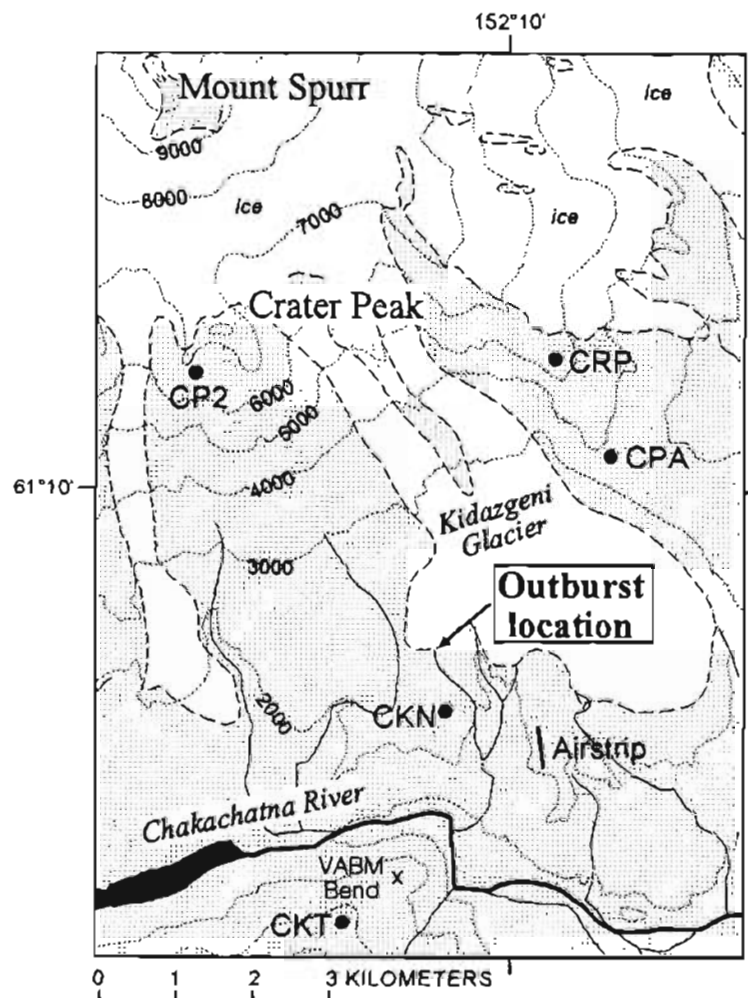 152°10'
Mount Spurr
ice
9000
8000
ice
7000
ice
Crater Peak
CRP
CP2
6000
5000
CPA
61°10'
4000
Kidazgeni
Glacier
3000
Outburst
location
2000
CKN
Airstrip
Chakachatna River
VABM
Bend
x
CKT
0 1 2 3 KILOMETERS